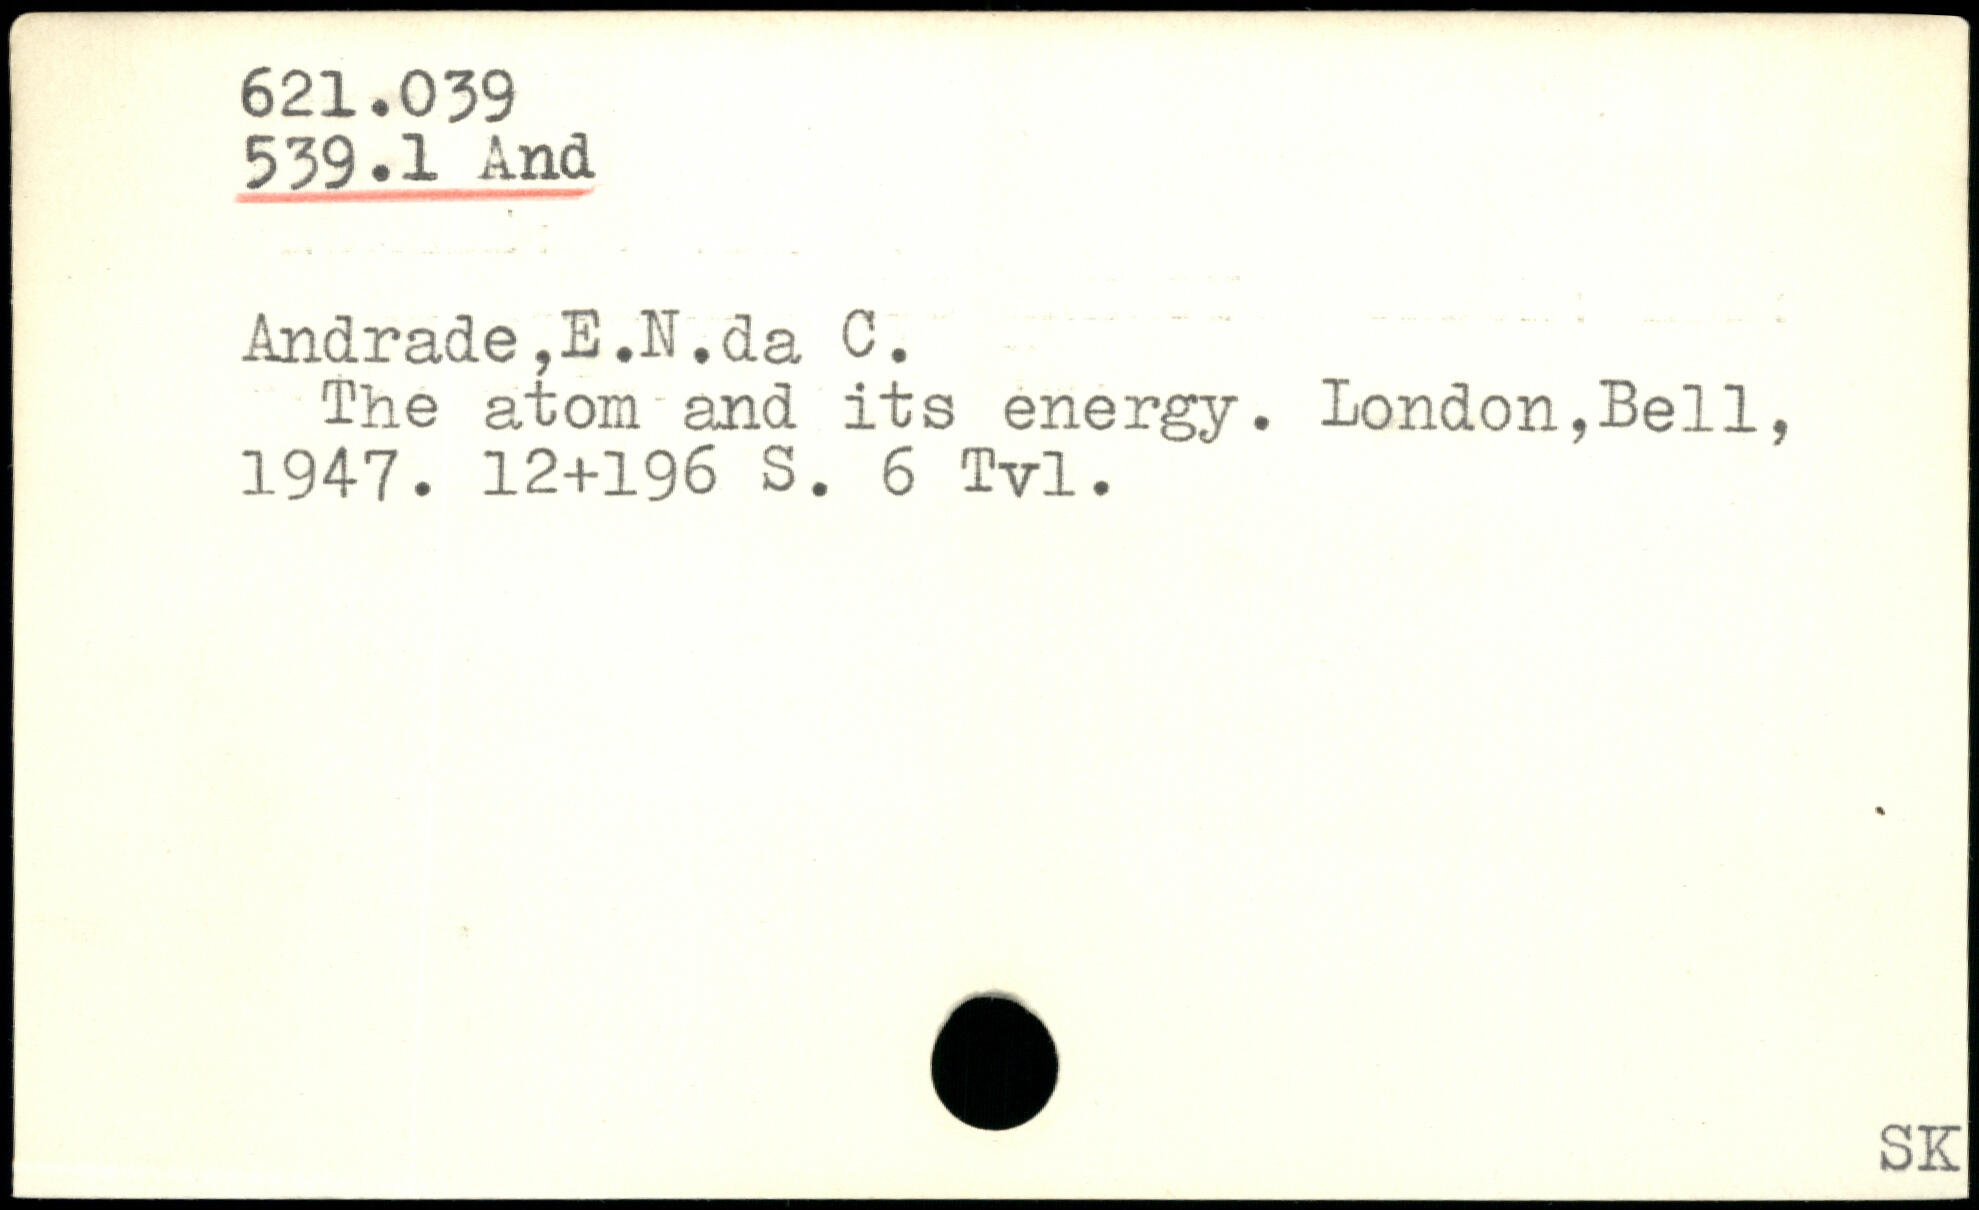 621.039
539.1 And
Andrade,E.N.da C.
The atom and its energy. London,Bell,
1947. 12+196 S. 6 Tvl.
SK